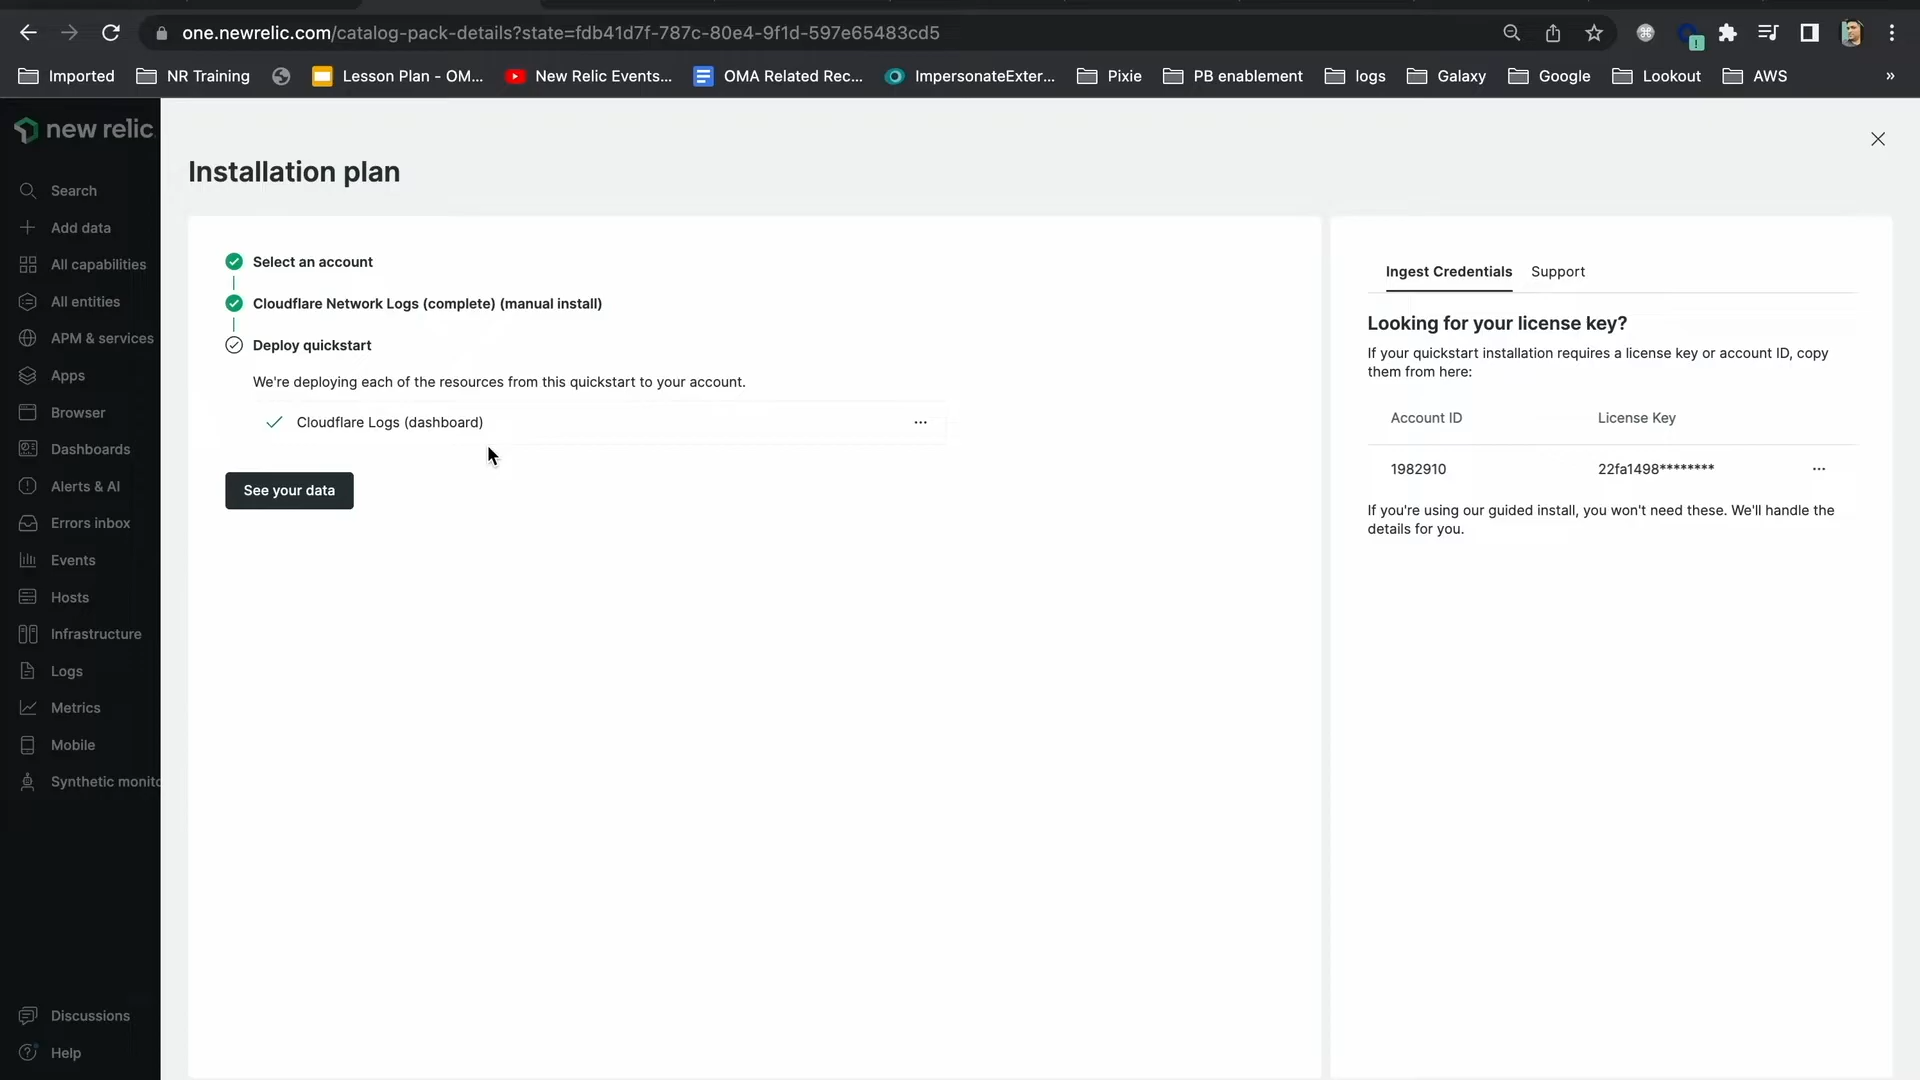 one.newrelic.com/catalog-pack-details?state=fdb41d7f-787c-80e4-9f1d-597e65483cd5
Imported
NR Training
Lesson Plan - OM...
New Relic Events...
OMA Related Rec...
ImpersonateExter...
Pixie
PB enablement
logs
Galaxy
Google
Lookout
AWS
»
new relic
Search
Add data
All capabilities
All entities
APM & services
Apps
Browser
Dashboards
Alerts & AI
Errors inbox
Events
Hosts
Infrastructure
Logs
Metrics
Mobile
Synthetic monito
Discussions
Help
Installation plan
Select an account
Cloudflare Network Logs (complete) (manual install)
Deploy quickstart
We're deploying each of the resources from this quickstart to your account.
Cloudflare Logs (dashboard)
...
See your data
Ingest Credentials Support
Looking for your license key?
If your quickstart installation requires a license key or account ID, copy
them from here:
Account ID License Key
1982910 22fa1498******** ...
If you're using our guided install, you won't need these. We'll handle the
details for you.